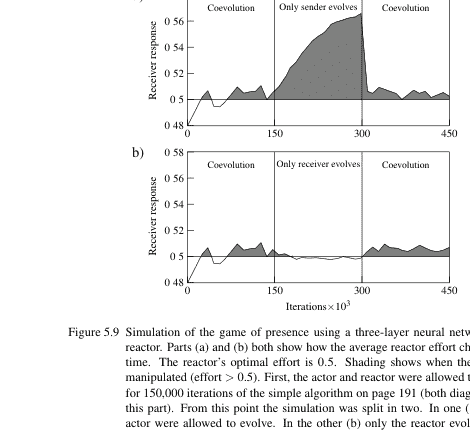 Coevolution Only sender evolves Coevolution
0 56
0 54
0 52
0 5
0 48
Receiver response
0 150 300 450
b)
0 58
Coevolution Only receiver evolves Coevolution
0 56
0 54
0 52
0 5
0 48
Receiver response
0 150 300 450
Iterations×10³
Figure 5.9 Simulation of the game of presence using a three-layer neural netw
reactor. Parts (a) and (b) both show how the average reactor effort ch
time. The reactor's optimal effort is 0.5. Shading shows when the
manipulated (effort > 0.5). First, the actor and reactor were allowed t
for 150,000 iterations of the simple algorithm on page 191 (both diag
this part). From this point the simulation was split in two. In one (
actor were allowed to evolve. In the other (b) only the reactor evol